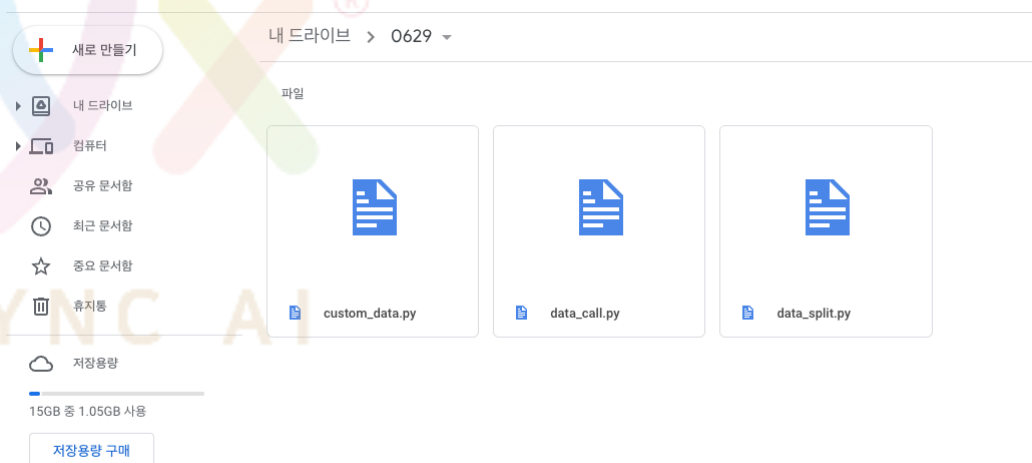 새로 만들기
내 드라이브 > 0629
내 드라이브
컴퓨터
공유 문서함
최근 문서함
중요 문서함
휴지통
저장용량
15GB 중 1.05GB 사용
저장용량 구매
파일
custom_data.py
data_call.py
data_split.py
YNC AI
®